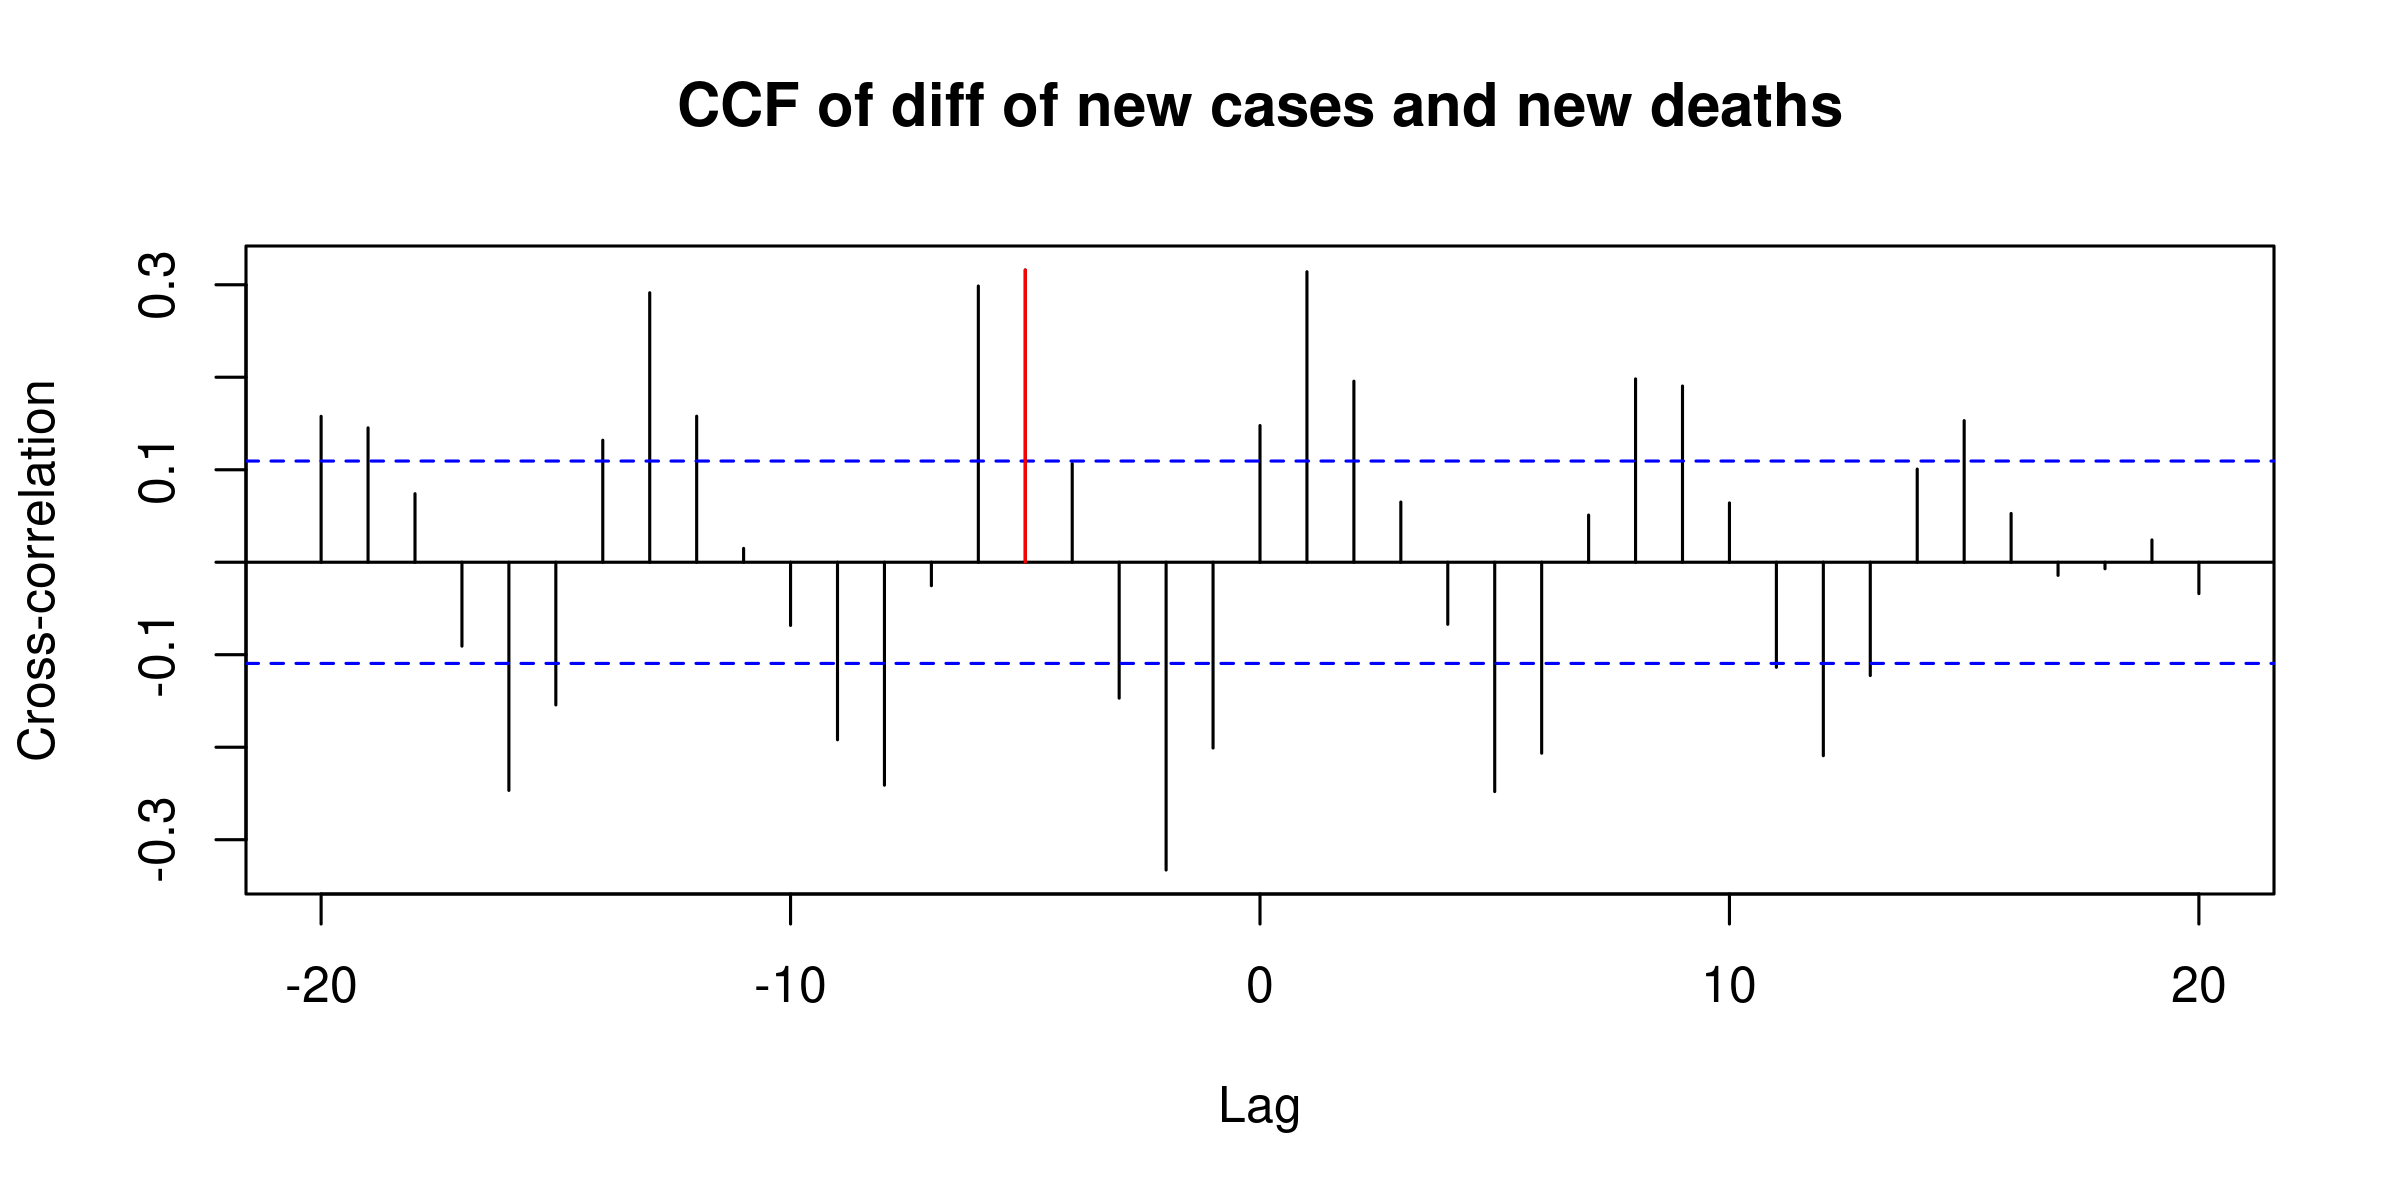 CCF of diff of new cases and new deaths
Cross-correlation
0.3
0.1
-0.1
-0.3
-20 -10 0 10 20
Lag